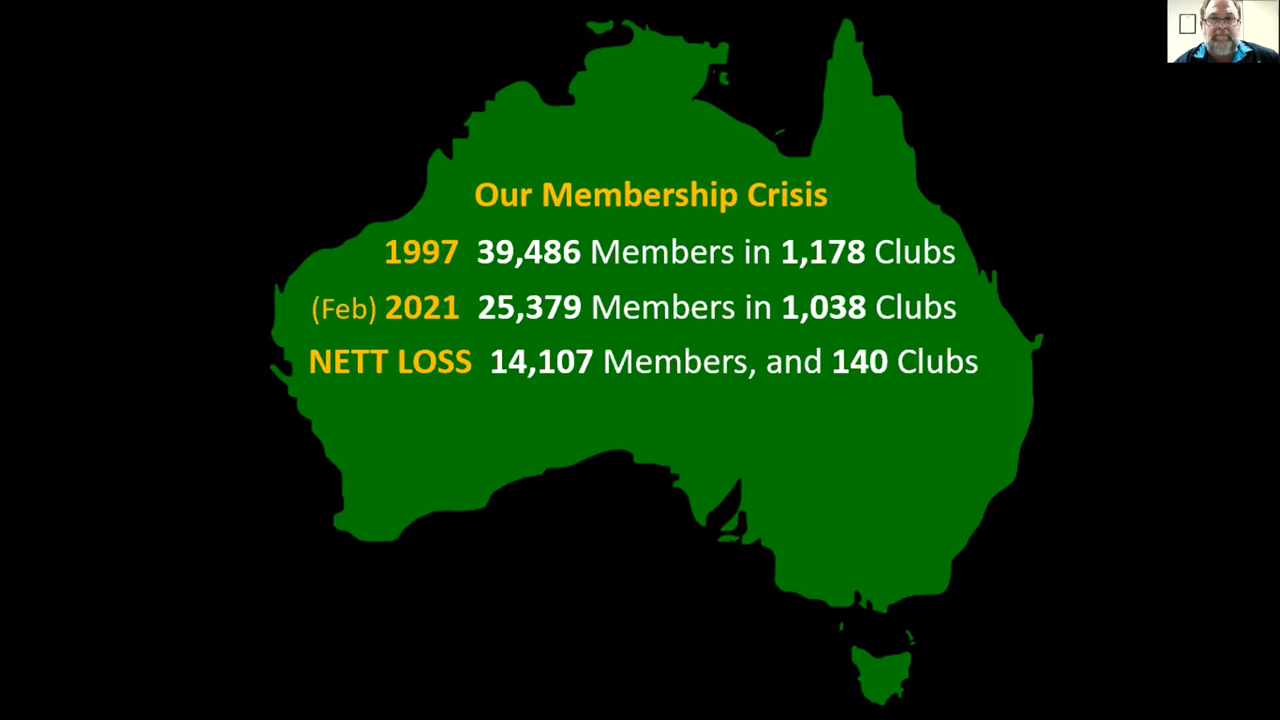 Our Membership Crisis
1997 39,486 Members in 1,178 Clubs
(Feb) 2021 25,379 Members in 1,038 Clubs
NETT LOSS 14,107 Members, and 140 Clubs